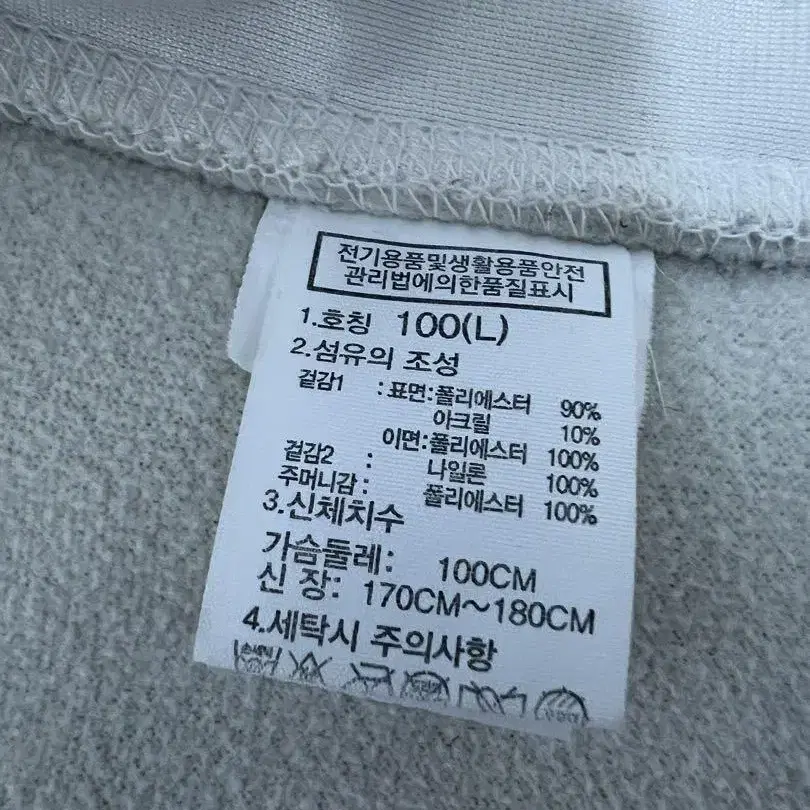 전기용품및생활용품안전
관리법에의한품질표시
1.호칭 100(L)
2.섬유의 조성
겉감1 :표면:폴리에스터 90%
아크릴 10%
이면:폴리에스터 100%
겉감2 : 나일론 100%
주머니감: 폴리에스터 100%
3.신체치수
가슴둘레: 100CM
신 장: 170CM~180CM
4.세탁시 주의사항